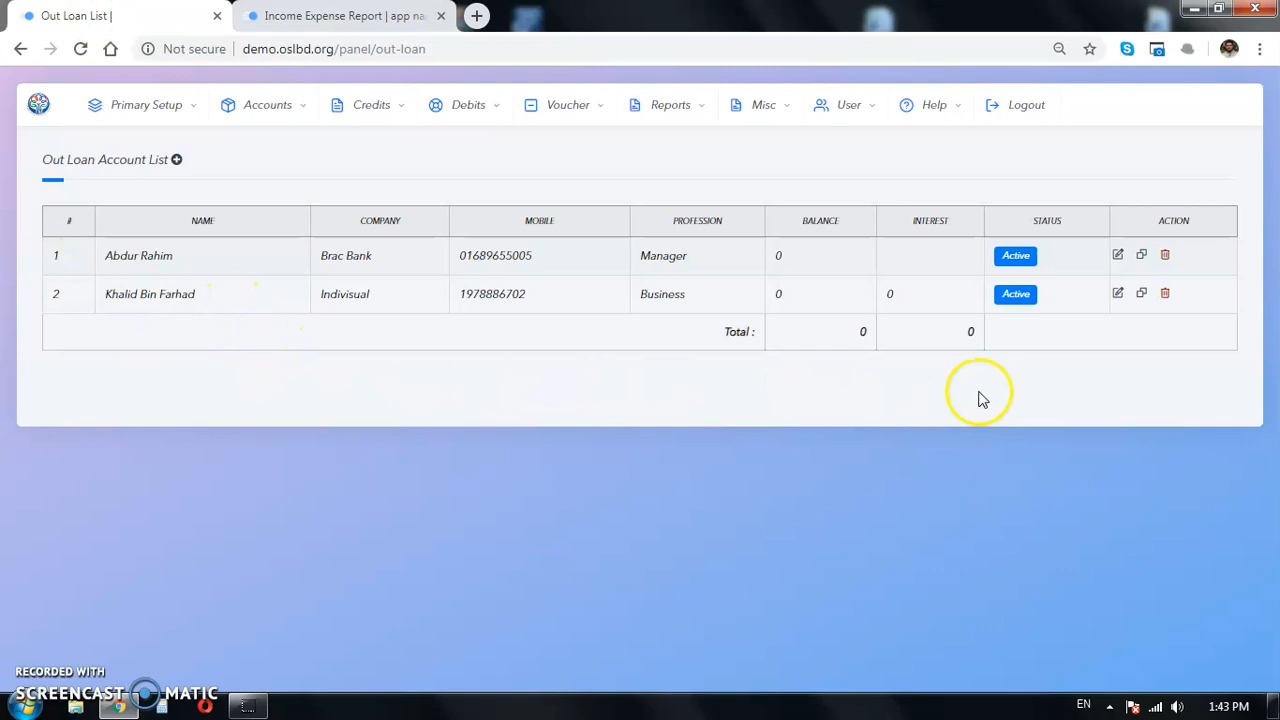 Out Loan List |
Income Expense Report | app na
Not secure
demo.oslbd.org/panel/out-loan
Primary Setup
Accounts
Credits
Debits
Voucher
Reports
Misc
User
Help
Logout
Out Loan Account List
# NAME COMPANY MOBILE PROFESSION BALANCE INTEREST STATUS ACTION
1 Abdur Rahim Brac Bank 01689655005 Manager 0 Active
2 Khalid Bin Farhad Indivisual 1978886702 Business 0 0 Active
Total : 0 0
RECORDED WITH
SCREENCAST MATIC
EN
1:43 PM